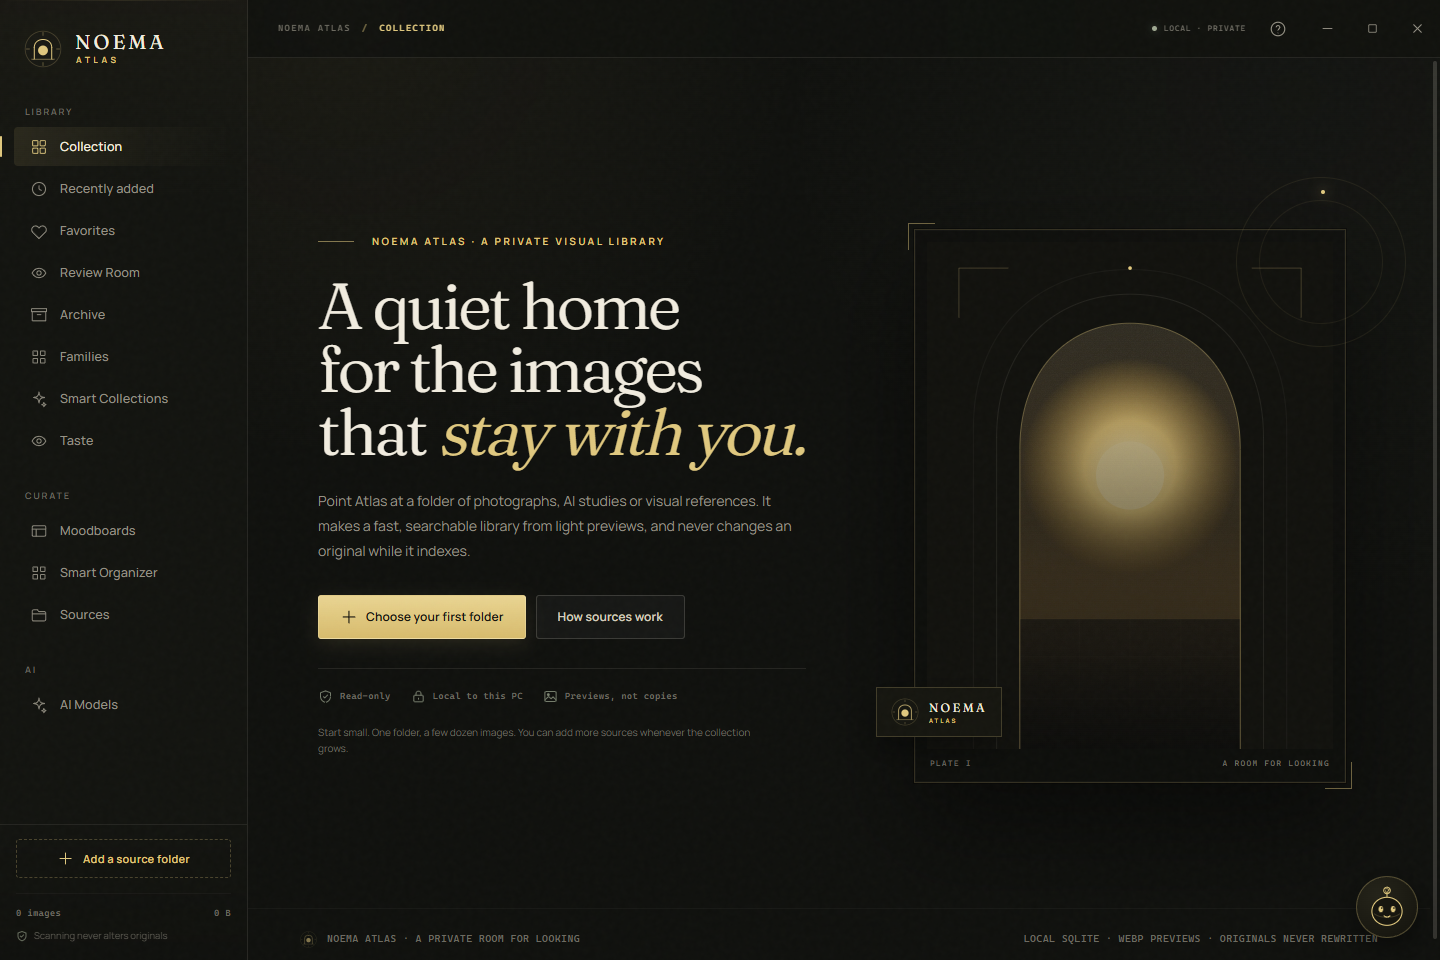 NOEMA
ATLAS
LIBRARY
Collection
Recently added
Favorites
Review Room
Archive
Families
Smart Collections
Taste
CURATE
Moodboards
Smart Organizer
Sources
AI
AI Models
Add a source folder
0 images 0 B
Scanning never alters originals
NOEMA ATLAS / COLLECTION
LOCAL · PRIVATE
NOEMA ATLAS · A PRIVATE VISUAL LIBRARY
A quiet home
for the images
that stay with you.
Point Atlas at a folder of photographs, AI studies or visual references. It
makes a fast, searchable library from light previews, and never changes an
original while it indexes.
Choose your first folder
How sources work
Read-only
Local to this PC
Previews, not copies
Start small. One folder, a few dozen images. You can add more sources whenever the collection
grows.
NOEMA
ATLAS
PLATE I
A ROOM FOR LOOKING
NOEMA ATLAS · A PRIVATE ROOM FOR LOOKING
LOCAL SQLITE · WEBP PREVIEWS · ORIGINALS NEVER REWRITTEN